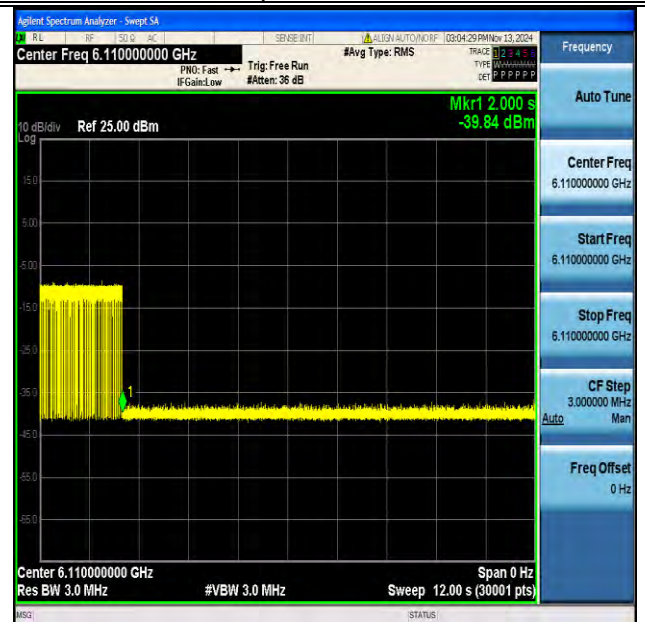 Agilent Spectrum Analyzer - Swept SA
RL RF 50 Ω AC SENSE:INT ALIGN AUTO/NO RF 03:04:29 PM Nov 13, 2024
Center Freq 6.110000000 GHz
#Avg Type: RMS
TRACE 1 2 3 4 5 6
PNO: Fast Trig: Free Run
TYPE
IFGain:Low #Atten: 36 dB
DET P P P P P P
Mkr1 2.000 s
-39.84 dBm
10 dB/div Ref 25.00 dBm
Log
15.0
5.00
-5.00
-15.0
-25.0
-35.0
1
-45.0
-55.0
-65.0
Center 6.110000000 GHz
Span 0 Hz
Res BW 3.0 MHz #VBW 3.0 MHz Sweep 12.00 s (30001 pts)
MSG STATUS
Frequency
Auto Tune
Center Freq
6.110000000 GHz
Start Freq
6.110000000 GHz
Stop Freq
6.110000000 GHz
CF Step
3.000000 MHz
Auto Man
Freq Offset
0 Hz